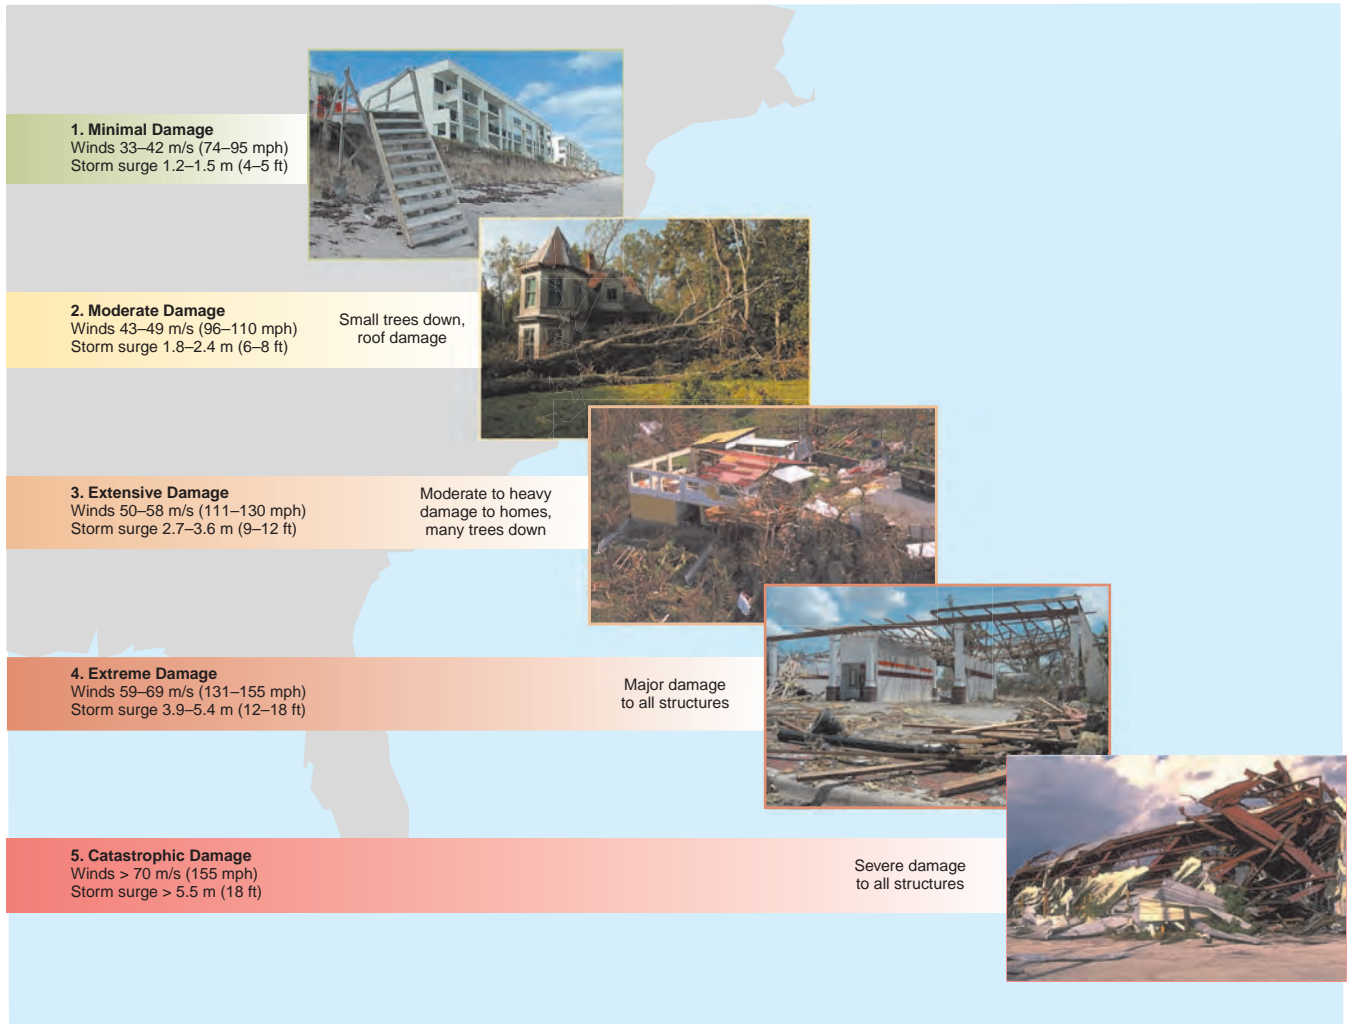 1. Minimal Damage
Winds 33–42 m/s (74–95 mph)
Storm surge 1.2–1.5 m (4–5 ft)
2. Moderate Damage
Winds 43–49 m/s (96–110 mph)
Storm surge 1.8–2.4 m (6–8 ft)
Small trees down,
roof damage
3. Extensive Damage
Winds 50–58 m/s (111–130 mph)
Storm surge 2.7–3.6 m (9–12 ft)
Moderate to heavy
damage to homes,
many trees down
4. Extreme Damage
Winds 59–69 m/s (131–155 mph)
Storm surge 3.9–5.4 m (12–18 ft)
Major damage
to all structures
5. Catastrophic Damage
Winds > 70 m/s (155 mph)
Storm surge > 5.5 m (18 ft)
Severe damage
to all structures